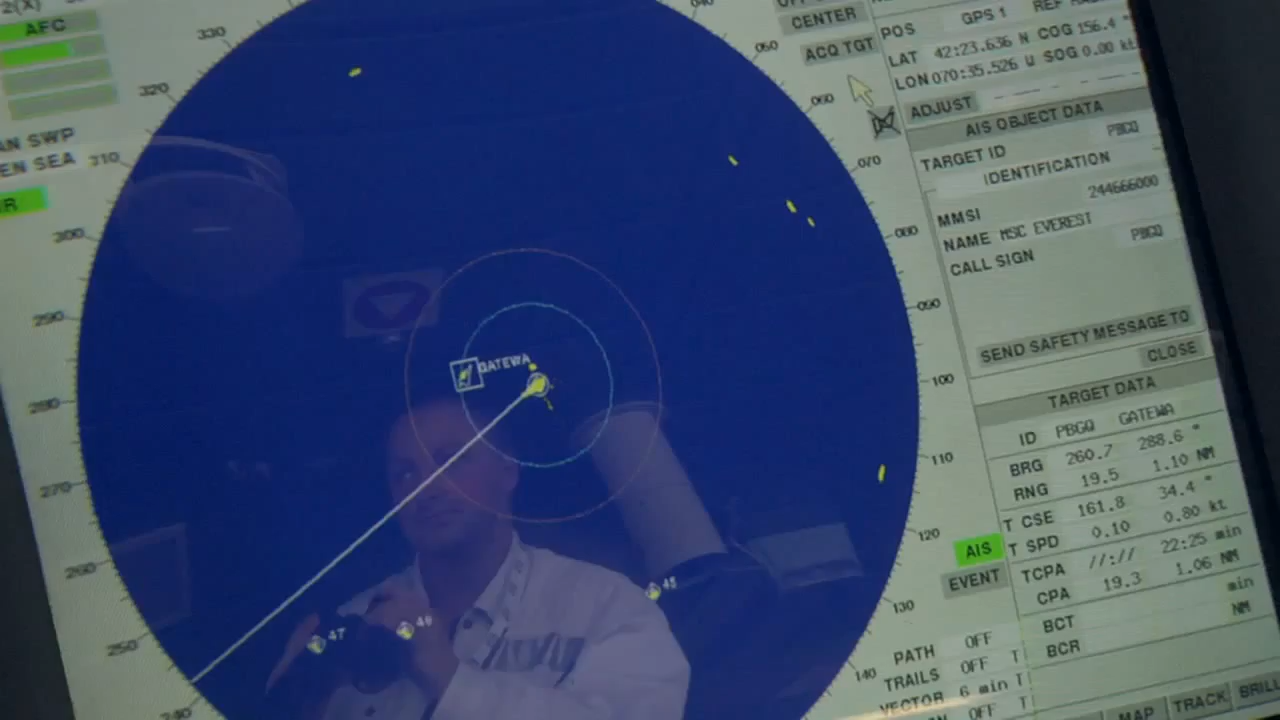 AFC
AN SWP
EN SEA
R
330
320
310
300
290
280
270
260
250
240
040
050
060
070
080
090
100
110
120
130
140
GATEWA
45
46
47
CENTER
ACQ TGT
POS GPS 1
LAT 42:23.636 N COG 156.4 °
LON 070:35.526 W SOG 0.00 kt
ADJUST
AIS OBJECT DATA
TARGET ID PBGQ
IDENTIFICATION
MMSI 244666000
NAME MSC EVEREST
CALL SIGN PBGQ
SEND SAFETY MESSAGE TO
CLOSE
TARGET DATA
ID PBGQ GATEWA
BRG 260.7 288.6 °
RNG 19.5 1.10 NM
T CSE 161.8 34.4 °
T SPD 0.10 0.80 kt
TCPA //:// 22:25 min
CPA 19.3 1.06 NM
BCT min
BCR NM
AIS
EVENT
PATH OFF
TRAILS OFF T
VECTOR 6 min T
OFF T
MAP TRACK BRILL